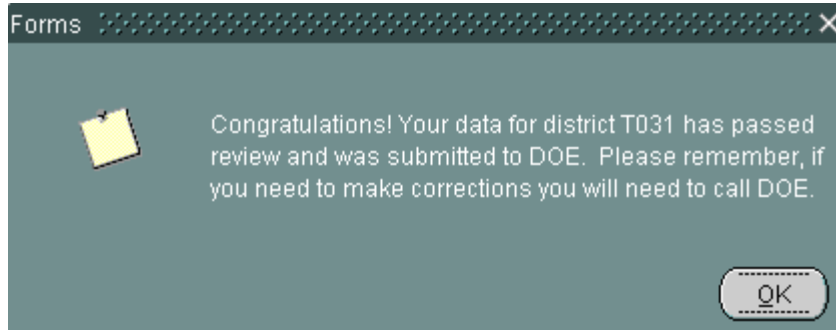 Forms
Congratulations! Your data for district T031 has passed
review and was submitted to DOE.  Please remember, if
you need to make corrections you will need to call DOE.
OK